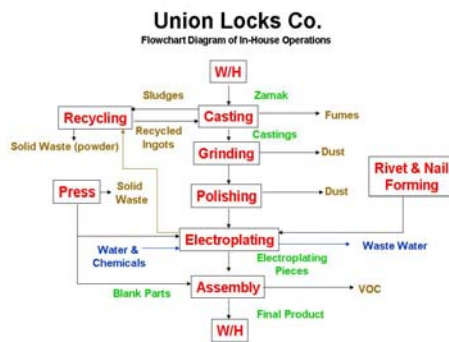 Union Locks Co.
Flowchart Diagram of In-House Operations
W/H
Sludges
Zamak
Recycling
Casting
Fumes
Recycled
Ingots
Castings
Solid Waste (powder)
Grinding
Dust
Rivet & Nail
Forming
Press
Solid
Waste
Polishing
Dust
Electroplating
Water &
Chemicals
Waste Water
Electroplating
Pieces
Blank Parts
Assembly
VOC
Final Product
W/H